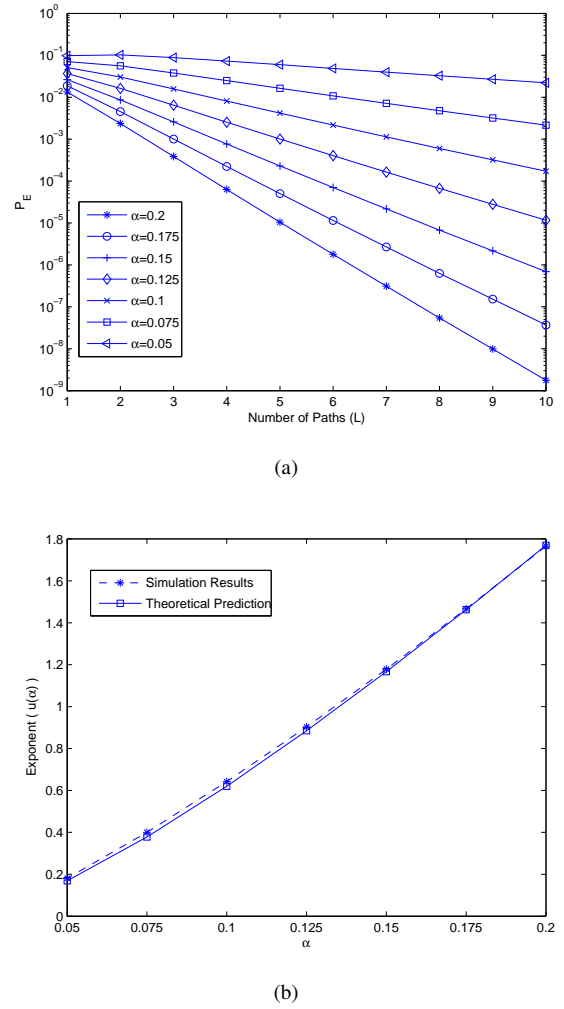 10^0
10^-1
10^-2
10^-3
10^-4
10^-5
10^-6
10^-7
10^-8
10^-9
P_E
α=0.2
α=0.175
α=0.15
α=0.125
α=0.1
α=0.075
α=0.05
1 2 3 4 5 6 7 8 9 10
Number of Paths (L)
(a)
1.8
1.6
1.4
1.2
1
0.8
0.6
0.4
0.2
0
Exponent ( u(α) )
Simulation Results
Theoretical Prediction
0.05 0.075 0.1 0.125 0.15 0.175 0.2
α
(b)